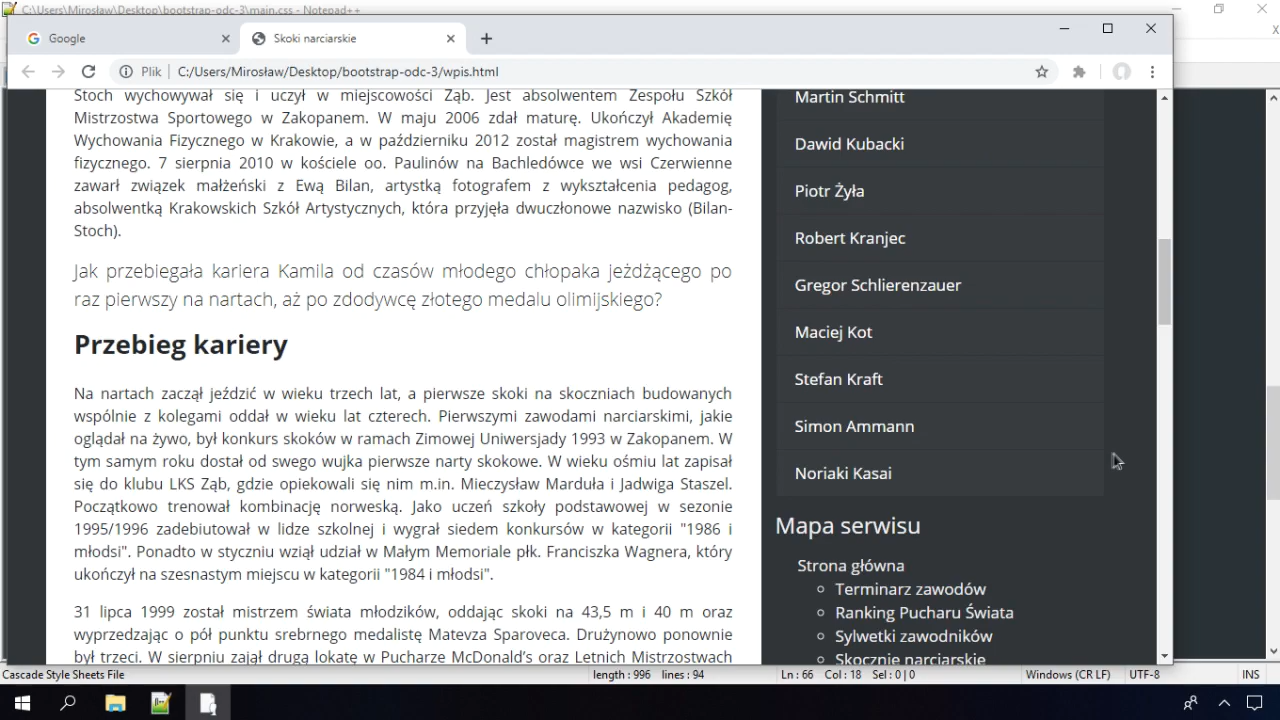 C:\Users\Mirosław\Desktop\bootstrap-odc-3\main.css - Notepad++
Google
Skoki narciarskie
Plik
C:/Users/Mirosław/Desktop/bootstrap-odc-3/wpis.html
Stoch wychowywał się i uczył w miejscowości Ząb. Jest absolwentem Zespołu Szkół
Mistrzostwa Sportowego w Zakopanem. W maju 2006 zdał maturę. Ukończył Akademię
Wychowania Fizycznego w Krakowie, a w październiku 2012 został magistrem wychowania
fizycznego. 7 sierpnia 2010 w kościele oo. Paulinów na Bachledówce we wsi Czerwienne
zawarł związek małżeński z Ewą Bilan, artystką fotografem z wykształcenia pedagog,
absolwentką Krakowskich Szkół Artystycznych, która przyjęła dwuczłonowe nazwisko (Bilan-
Stoch).
Jak przebiegała kariera Kamila od czasów młodego chłopaka jeżdżącego po
raz pierwszy na nartach, aż po zdodywcę złotego medalu olimijskiego?
Przebieg kariery
Na nartach zaczął jeździć w wieku trzech lat, a pierwsze skoki na skoczniach budowanych
wspólnie z kolegami oddał w wieku lat czterech. Pierwszymi zawodami narciarskimi, jakie
oglądał na żywo, był konkurs skoków w ramach Zimowej Uniwersjady 1993 w Zakopanem. W
tym samym roku dostał od swego wujka pierwsze narty skokowe. W wieku ośmiu lat zapisał
się do klubu LKS Ząb, gdzie opiekowali się nim m.in. Mieczysław Marduła i Jadwiga Staszel.
Początkowo trenował kombinację norweską. Jako uczeń szkoły podstawowej w sezonie
1995/1996 zadebiutował w lidze szkolnej i wygrał siedem konkursów w kategorii "1986 i
młodsi". Ponadto w styczniu wziął udział w Małym Memoriale płk. Franciszka Wagnera, który
ukończył na szesnastym miejscu w kategorii "1984 i młodsi".
31 lipca 1999 został mistrzem świata młodzików, oddając skoki na 43,5 m i 40 m oraz
wyprzedzając o pół punktu srebrnego medalistę Matevza Sparoveca. Drużynowo ponownie
był trzeci. W sierpniu zajął drugą lokatę w Pucharze McDonald's oraz Letnich Mistrzostwach
Martin Schmitt
Dawid Kubacki
Piotr Żyła
Robert Kranjec
Gregor Schlierenzauer
Maciej Kot
Stefan Kraft
Simon Ammann
Noriaki Kasai
Mapa serwisu
Strona główna
Terminarz zawodów
Ranking Pucharu Świata
Sylwetki zawodników
Skocznie narciarskie
Cascade Style Sheets File
length : 996 lines : 94
Ln : 66 Col : 18 Sel : 0 | 0
Windows (CR LF)
UTF-8
INS